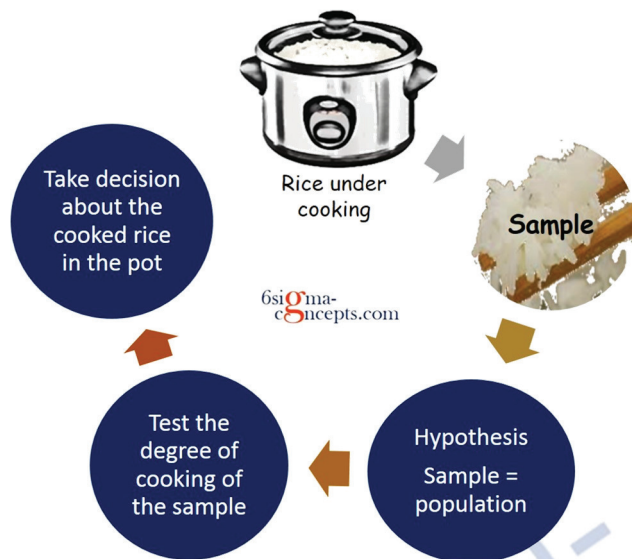 Rice under
cooking
Sample
Hypothesis
Sample =
population
Test the
degree of
cooking of
the sample
Take decision
about the
cooked rice
in the pot
6sigma-
concepts.com